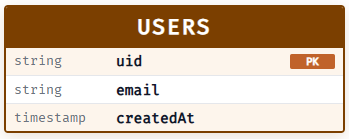 USERS
string uid PK
string email
timestamp createdAt